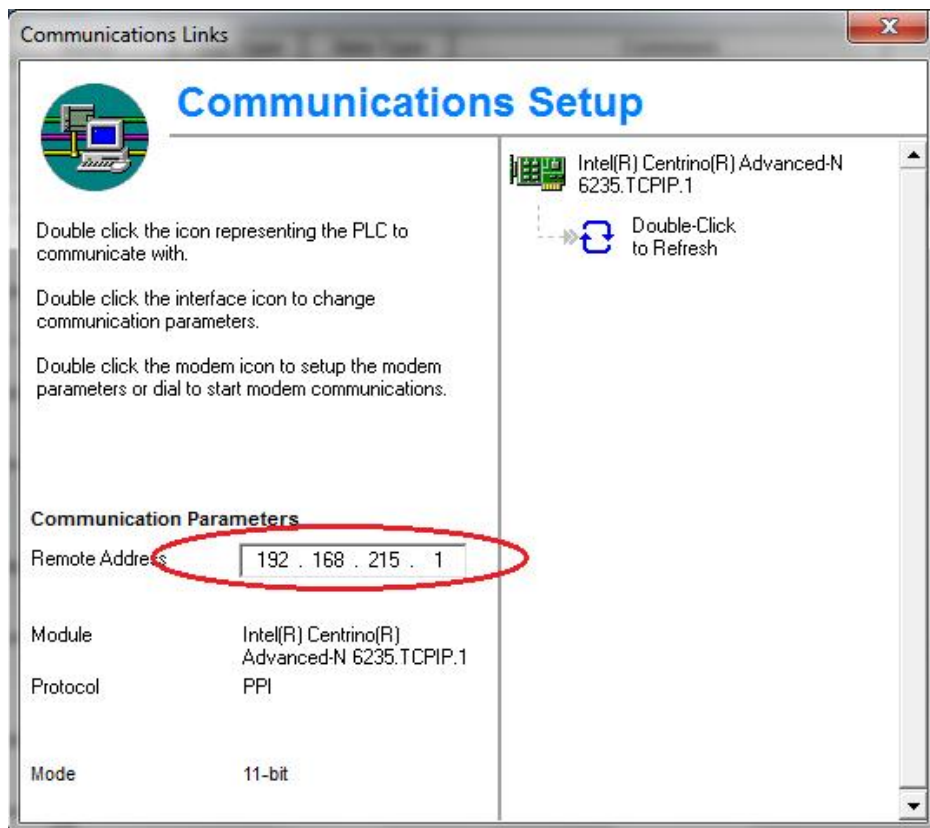 Communications Links
Communications Setup
Double click the icon representing the PLC to
communicate with.
Double click the interface icon to change
communication parameters.
Double click the modem icon to setup the modem
parameters or dial to start modem communications.
Communication Parameters
Remote Address
192 . 168 . 215 . 1
Module
Intel(R) Centrino(R)
Advanced-N 6235.TCPIP.1
Protocol
PPI
Mode
11-bit
Intel(R) Centrino(R) Advanced-N
6235.TCPIP.1
Double-Click
to Refresh